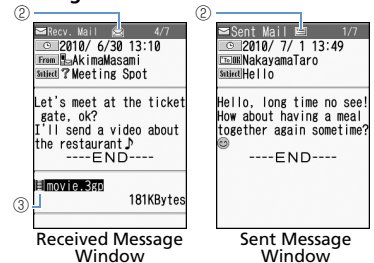 ② ②
Recv. Mail 4/7
2010/ 6/30 13:10
From AkimaMasami
Subject ? Meeting Spot
Let's meet at the ticket
gate, ok?
I'll send a video about
the restaurant♪
----END----
movie.3gp
181KBytes
③
Received Message
Window
Sent Mail 1/7
2010/ 7/ 1 13:49
To NakayamaTaro
Subject Hello
Hello, long time no see!
How about having a meal
together again sometime?
☺
----END----
Sent Message
Window